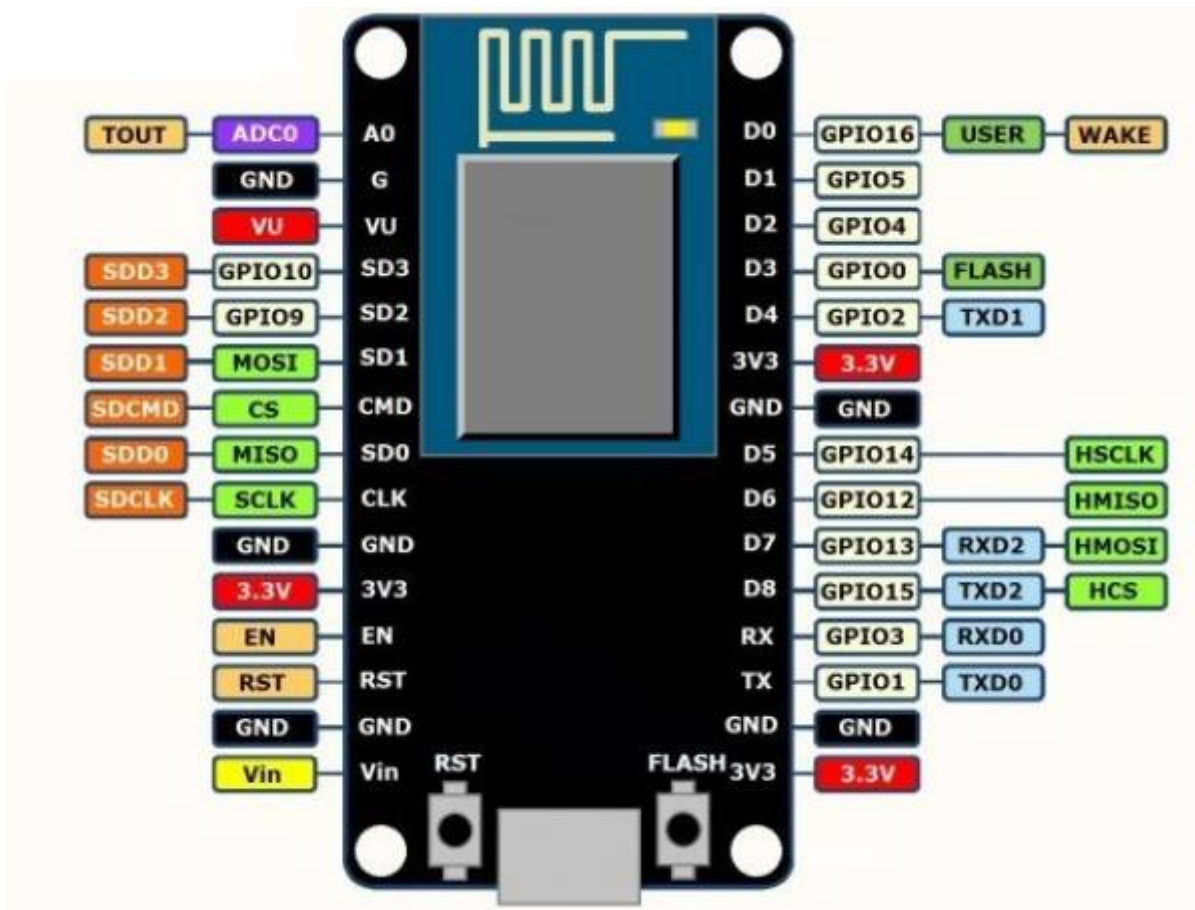 TOUT ADC0 A0 D0 GPIO16 USER WAKE
GND G D1 GPIO5
VU VU D2 GPIO4
SDD3 GPIO10 SD3 D3 GPIO0 FLASH
SDD2 GPIO9 SD2 D4 GPIO2 TXD1
SDD1 MOSI SD1 3V3 3.3V
SDCMD CS CMD GND GND
SDD0 MISO SD0 D5 GPIO14 HSCLK
SDCLK SCLK CLK D6 GPIO12 HMISO
GND GND D7 GPIO13 RXD2 HMOSI
3.3V 3V3 D8 GPIO15 TXD2 HCS
EN EN RX GPIO3 RXD0
RST RST TX GPIO1 TXD0
GND GND GND GND
Vin Vin RST FLASH 3V3 3.3V